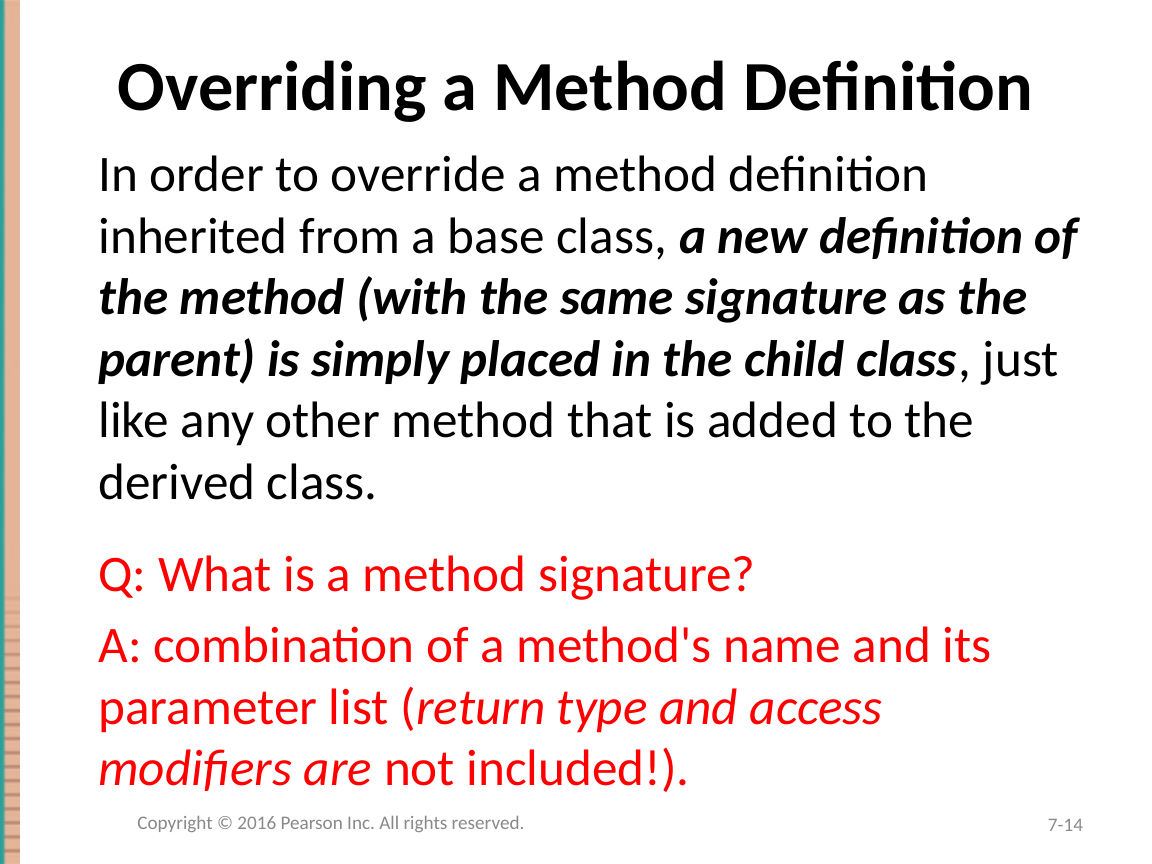 Overriding a Method Definition
In order to override a method definition
inherited from a base class, a new definition of
the method (with the same signature as the
parent) is simply placed in the child class, just
like any other method that is added to the
derived class.
Q: What is a method signature?
A: combination of a method's name and its
parameter list (return type and access
modifiers are not included!).
Copyright © 2016 Pearson Inc. All rights reserved.
7-14